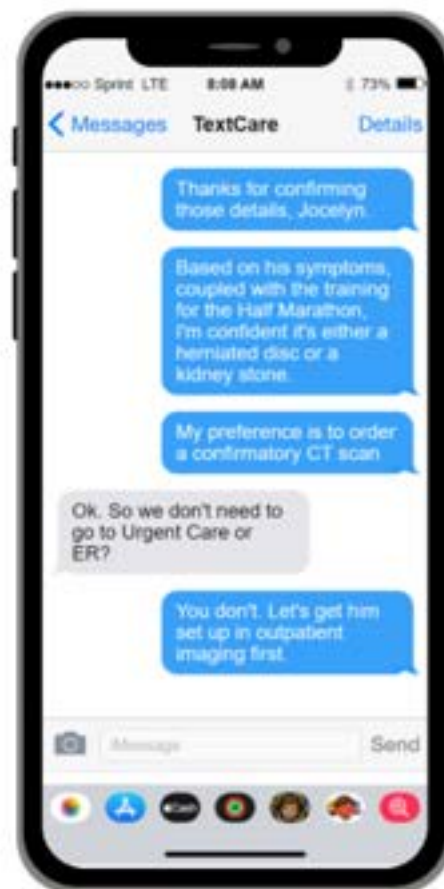 Sprint LTE 8:08 AM 73%
Messages TextCare Details
Thanks for confirming
those details, Jocelyn.
Based on his symptoms,
coupled with the training
for the Half Marathon,
I'm confident it's either a
herniated disc or a
kidney stone.
My preference is to order
a confirmatory CT scan
Ok. So we don't need to
go to Urgent Care or
ER?
You don't. Let's get him
set up in outpatient
imaging first.
iMessage Send
Cash